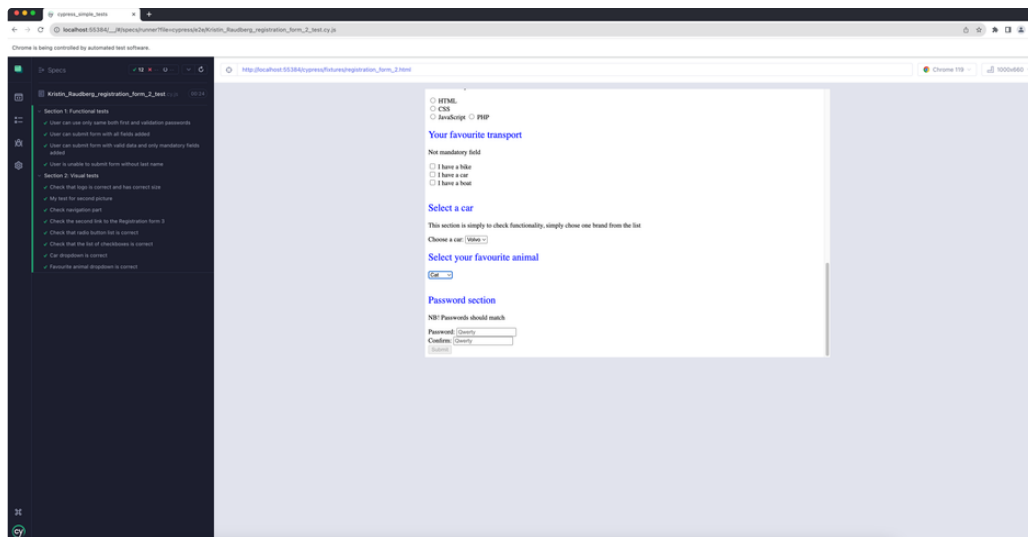 cypress_simple_tests
localhost:55384/__/#/specs/runner?file=cypress/e2e/Kristin_Raudberg_registration_form_2_test.cy.js
Chrome is being controlled by automated test software.
Specs
12
http://localhost:55384/cypress/fixtures/registration_form_2.html
Chrome 119
1000x660
Kristin_Raudberg_registration_form_2_test.cy.js 00:24
Section 1: Functional tests
User can use only same both first and validation passwords
User can submit form with all fields added
User can submit form with valid data and only mandatory fields
added
User is unable to submit form without last name
Section 2: Visual tests
Check that logo is correct and has correct size
My test for second picture
Check navigation part
Check the second link to the Registration form 3
Check that radio button list is correct
Check that the list of checkboxes is correct
Car dropdown is correct
Favourite animal dropdown is correct
HTML
CSS
JavaScript PHP
Your favourite transport
Not mandatory field
I have a bike
I have a car
I have a boat
Select a car
This section is simply to check functionality, simply chose one brand from the list
Choose a car: Volvo
Select your favourite animal
Cat
Password section
NB! Passwords should match
Password: Qwerty
Confirm: Qwerty
Submit
cy